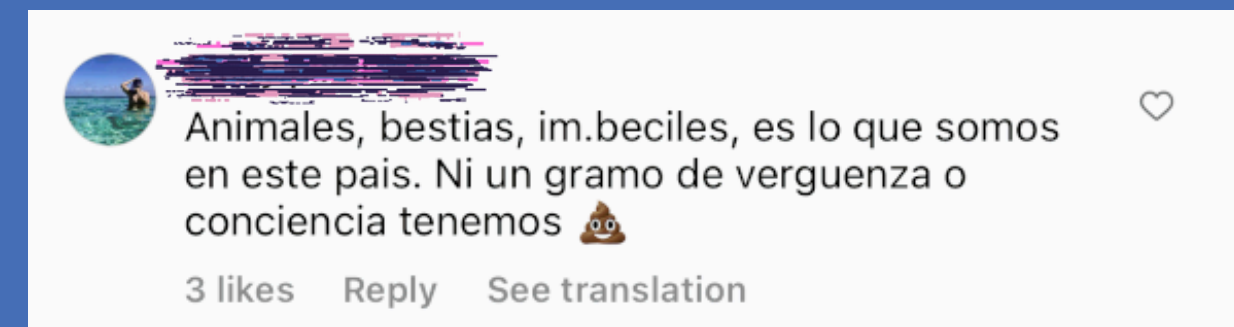 Animales, bestias, im.beciles, es lo que somos
en este pais. Ni un gramo de verguenza o
conciencia tenemos 💩
3 likes Reply See translation